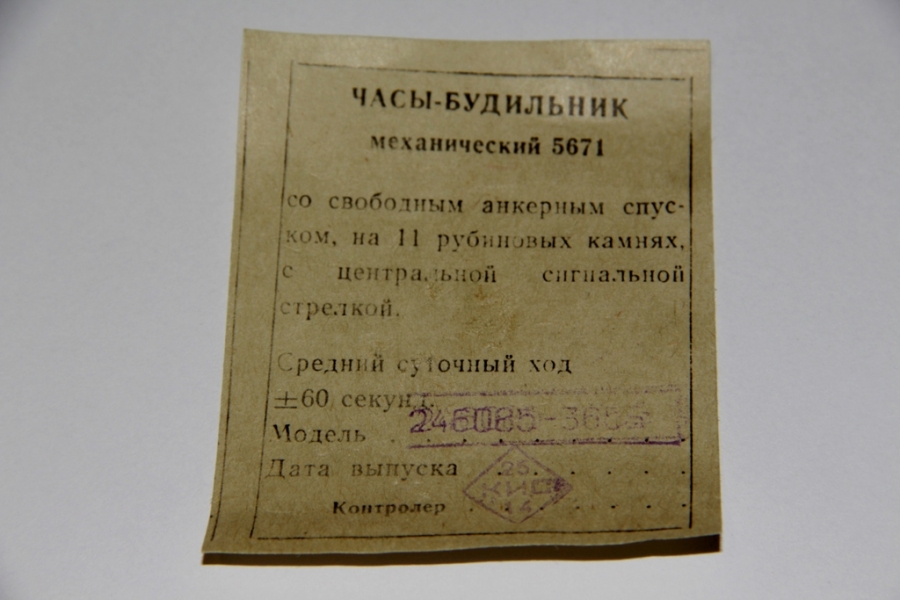 ЧАСЫ-БУДИЛЬНИК
механический 5671
со свободным анкерным спус-
ком, на 11 рубиновых камнях,
с центральной сигнальной
стрелкой.
Средний суточный ход
±60 секунд.
Модель
Дата выпуска
Контролер